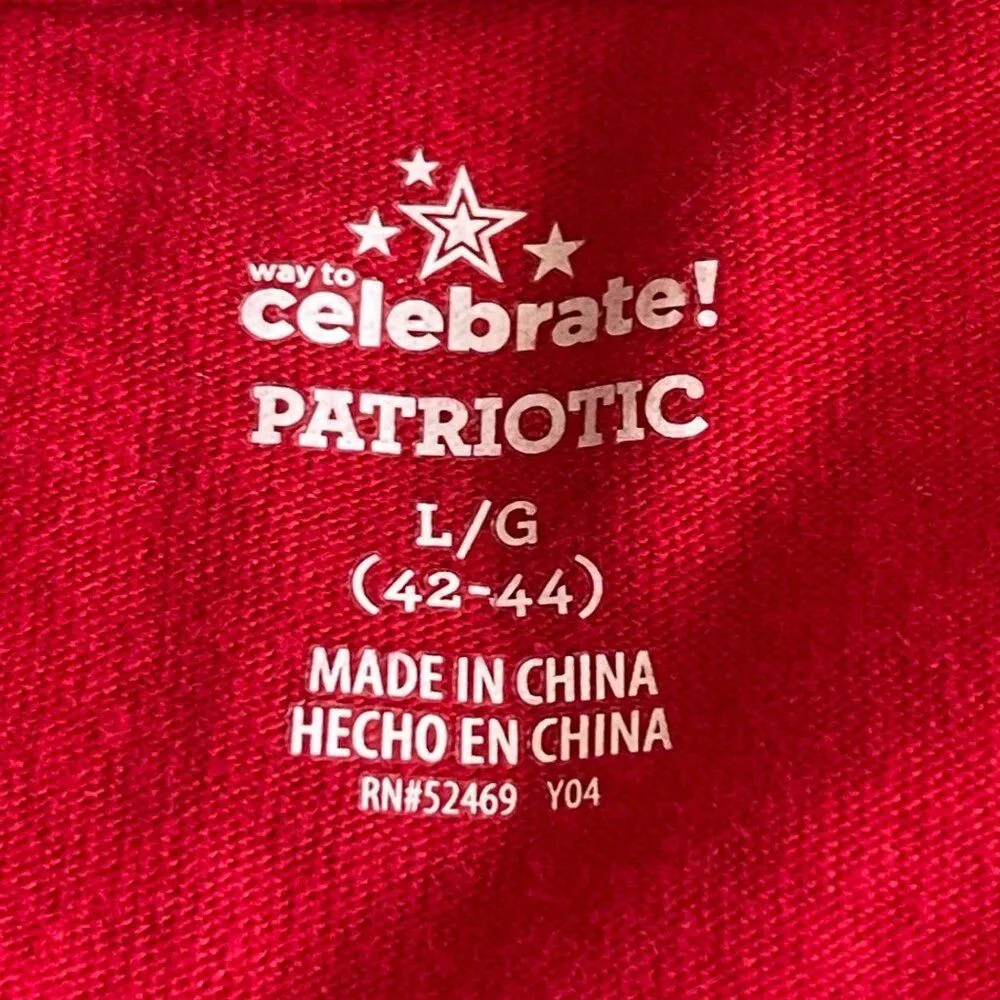 way to
celebrate!
PATRIOTIC
L/G
(42-44)
MADE IN CHINA
HECHO EN CHINA
RN#52469 Y04